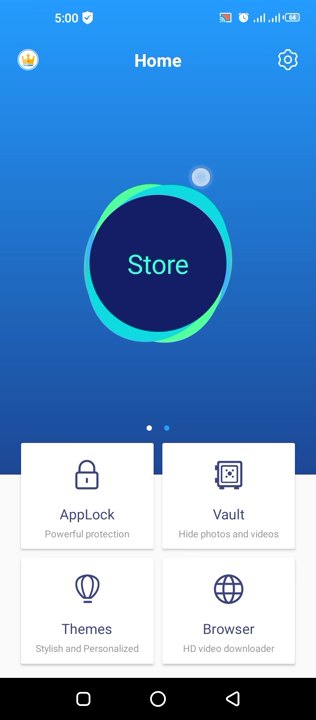 5:00
68
Home
Store
AppLock
Powerful protection
Vault
Hide photos and videos
Themes
Stylish and Personalized
Browser
HD video downloader